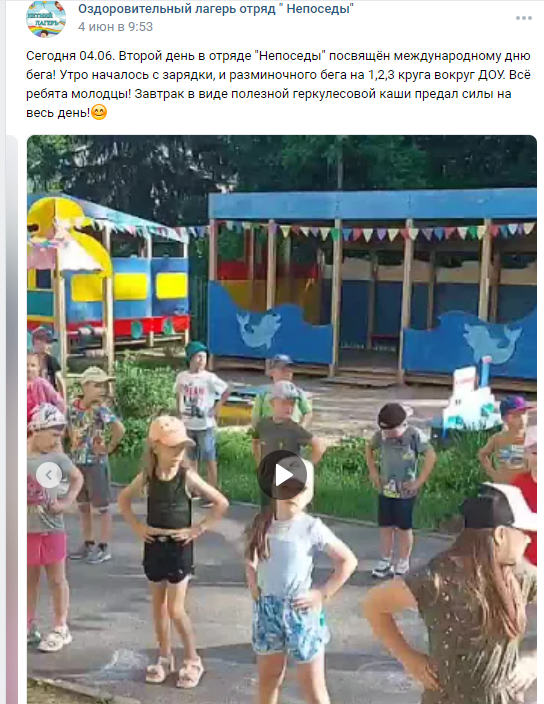 Оздоровительный лагерь отряд " Непоседы"
4 июн в 9:53
Сегодня 04.06. Второй день в отряде "Непоседы" посвящён международному дню
бега! Утро началось с зарядки, и разминочного бега на 1,2,3 круга вокруг ДОУ. Всё
ребята молодцы! Завтрак в виде полезной геркулесовой каши предал силы на
весь день!😊